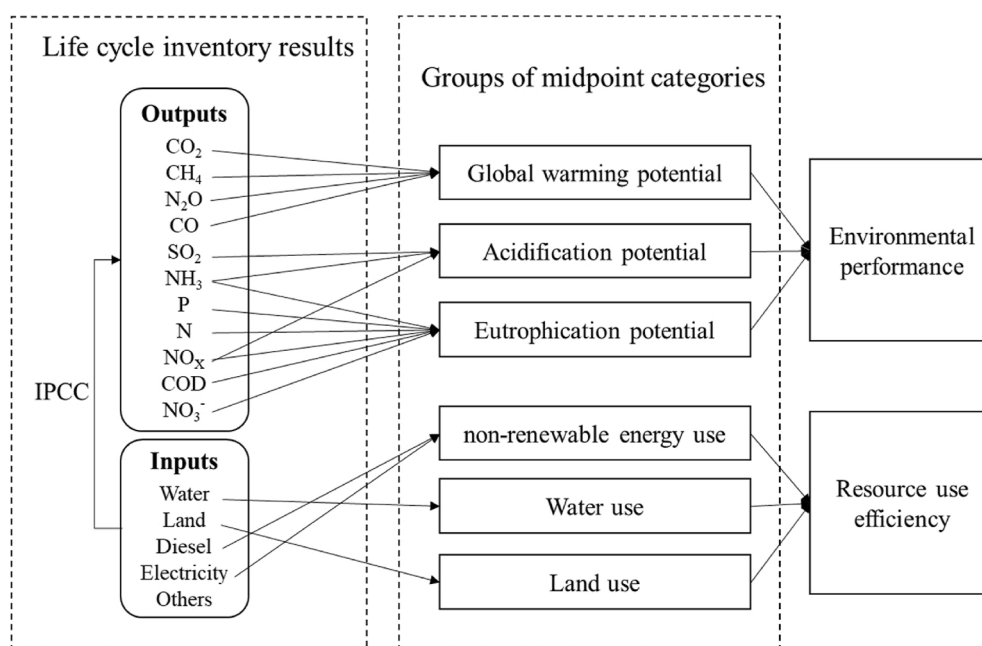 Life cycle inventory results
Outputs
CO₂
CH₄
N₂O
CO
SO₂
NH₃
P
N
NOₓ
COD
NO₃⁻
IPCC
Inputs
Water
Land
Diesel
Electricity
Others
Groups of midpoint categories
Global warming potential
Acidification potential
Eutrophication potential
non-renewable energy use
Water use
Land use
Environmental
performance
Resource use
efficiency